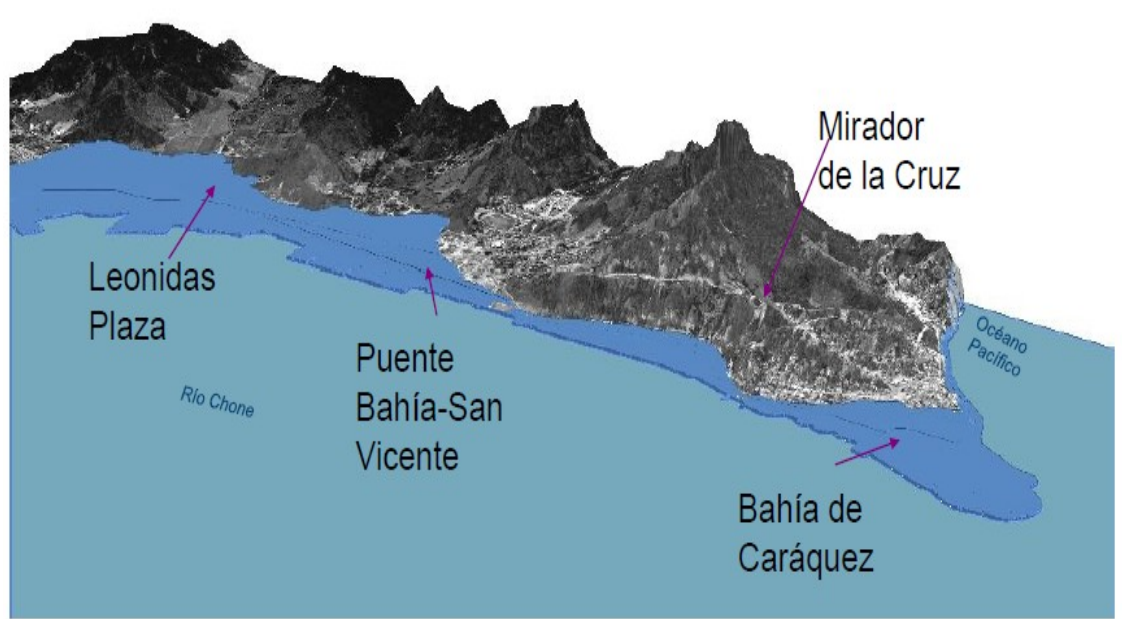 Mirador
de la Cruz
Leonidas
Plaza
Océano
Pacífico
Puente
Bahía-San
Vicente
Río Chone
Bahía de
Caráquez